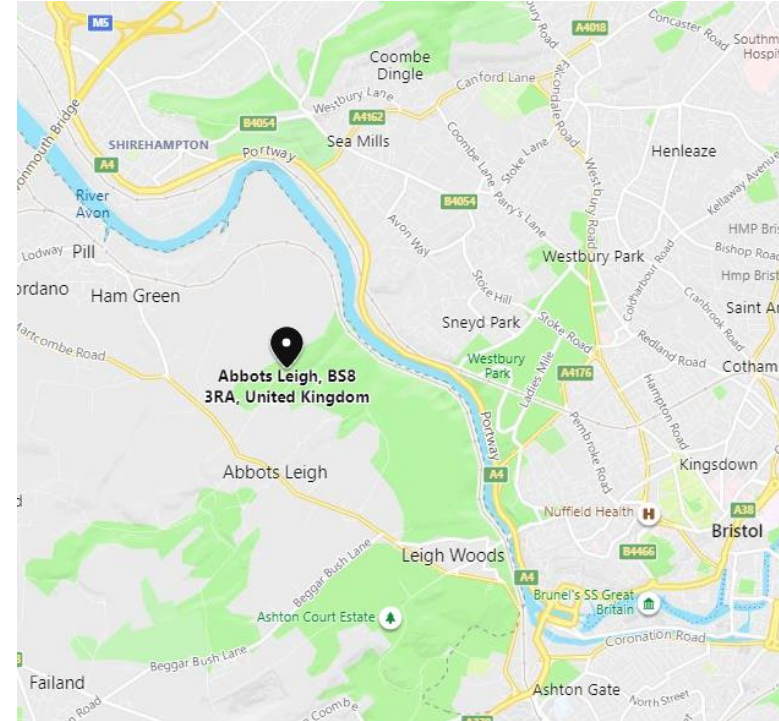 M5
A4018
Concaster Road
Southm
Hospi
Coombe
Dingle
Canford Lane
Falcondale Road
Westbury Lane
A4162
B4054
SHIREHAMPTON
Sea Mills
Coombe Lane
Stoke Lane
Henleaze
Portway
A4
Westbury Road
Kellaway Avenue
River
Avon
B4054
Parry's Lane
HMP Bris
Avon Way
Bishop Road
Lodway
Pill
Westbury Park
Coldharbour Road
Hmp Brist
ordano
Ham Green
Stoke Hill
Cranbrook Road
Saint An
Sneyd Park
Stoke Road
Redland Road
Martcombe Road
Westbury
Park
Ladies Mile
A4176
Cotham
Abbots Leigh, BS8
3RA, United Kingdom
Hampton Road
Portway
Pembroke Road
Abbots Leigh
A4
Kingsdown
Nuffield Health
H
A38
Bristol
B4466
Leigh Woods
Beggar Bush Lane
A4
Brunel's SS Great
Britain
Ashton Court Estate
Coronation Road
Beggar Bush Lane
Failand
Ashton Gate
North Street
Road
Coombe